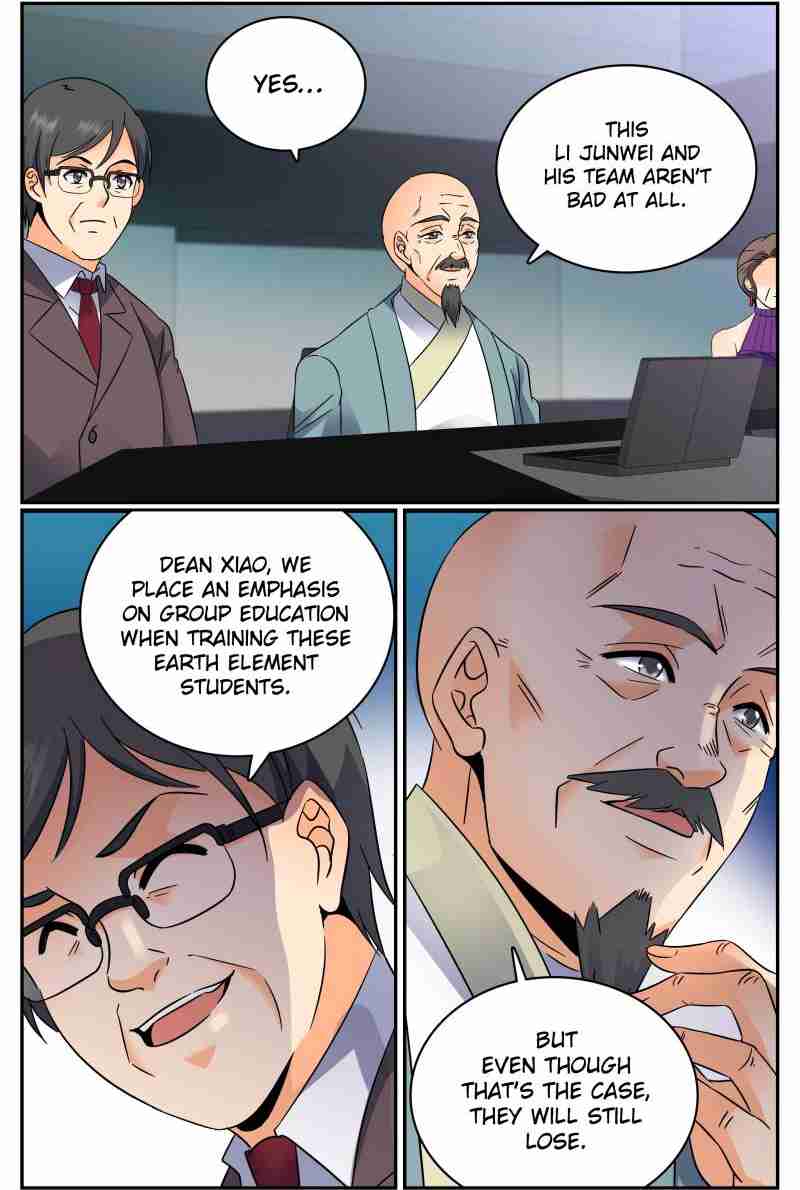 YES...
THIS
LI JUNWEI AND
HIS TEAM AREN'T
BAD AT ALL.
DEAN XIAO, WE
PLACE AN EMPHASIS
ON GROUP EDUCATION
WHEN TRAINING THESE
EARTH ELEMENT
STUDENTS.
BUT
EVEN THOUGH
THAT'S THE CASE,
THEY WILL STILL
LOSE.